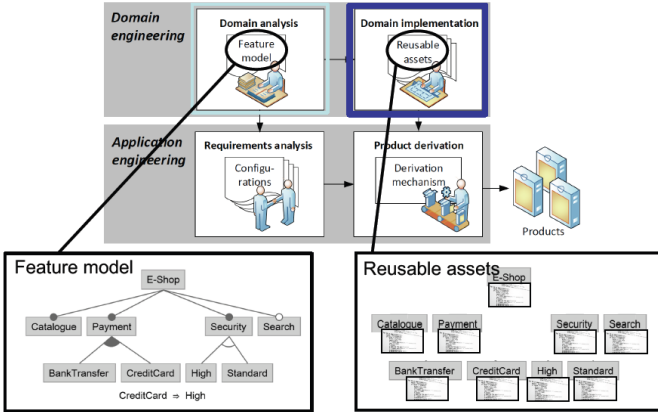 Domain
engineering
Domain analysis
Feature
model
Domain implementation
Reusable
assets
Application
engineering
Requirements analysis
Configu-
rations
Product derivation
Derivation
mechanism
Products
Feature model
E-Shop
Catalogue
Payment
Security
Search
BankTransfer
CreditCard
High
Standard
CreditCard ⇒ High
Reusable assets
E-Shop
Catalogue
Payment
Security
Search
BankTransfer
CreditCard
High
Standard